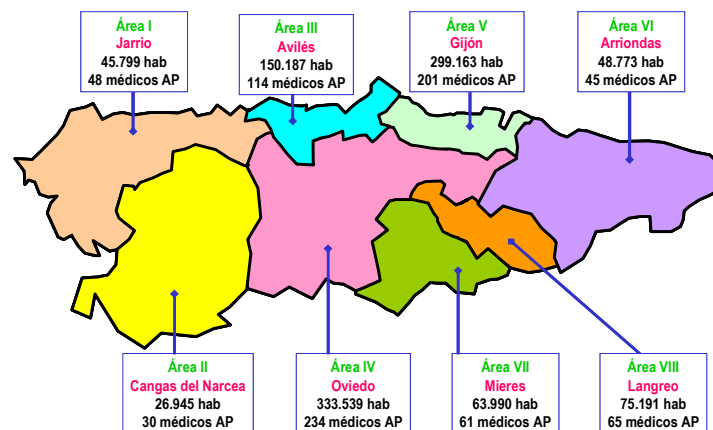 Área I
Jarrio
45.799 hab
48 médicos AP
Área III
Avilés
150.187 hab
114 médicos AP
Área V
Gijón
299.163 hab
201 médicos AP
Área VI
Arriondas
48.773 hab
45 médicos AP
Área II
Cangas del Narcea
26.945 hab
30 médicos AP
Área IV
Oviedo
333.539 hab
234 médicos AP
Área VII
Mieres
63.990 hab
61 médicos AP
Área VIII
Langreo
75.191 hab
65 médicos AP